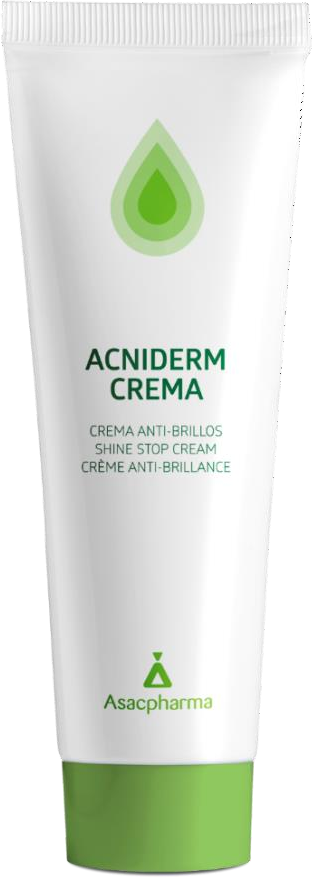 ACNIDERM
CREMA
CREMA ANTI-BRILLOS
SHINE STOP CREAM
CRÈME ANTI-BRILLANCE
Asacpharma